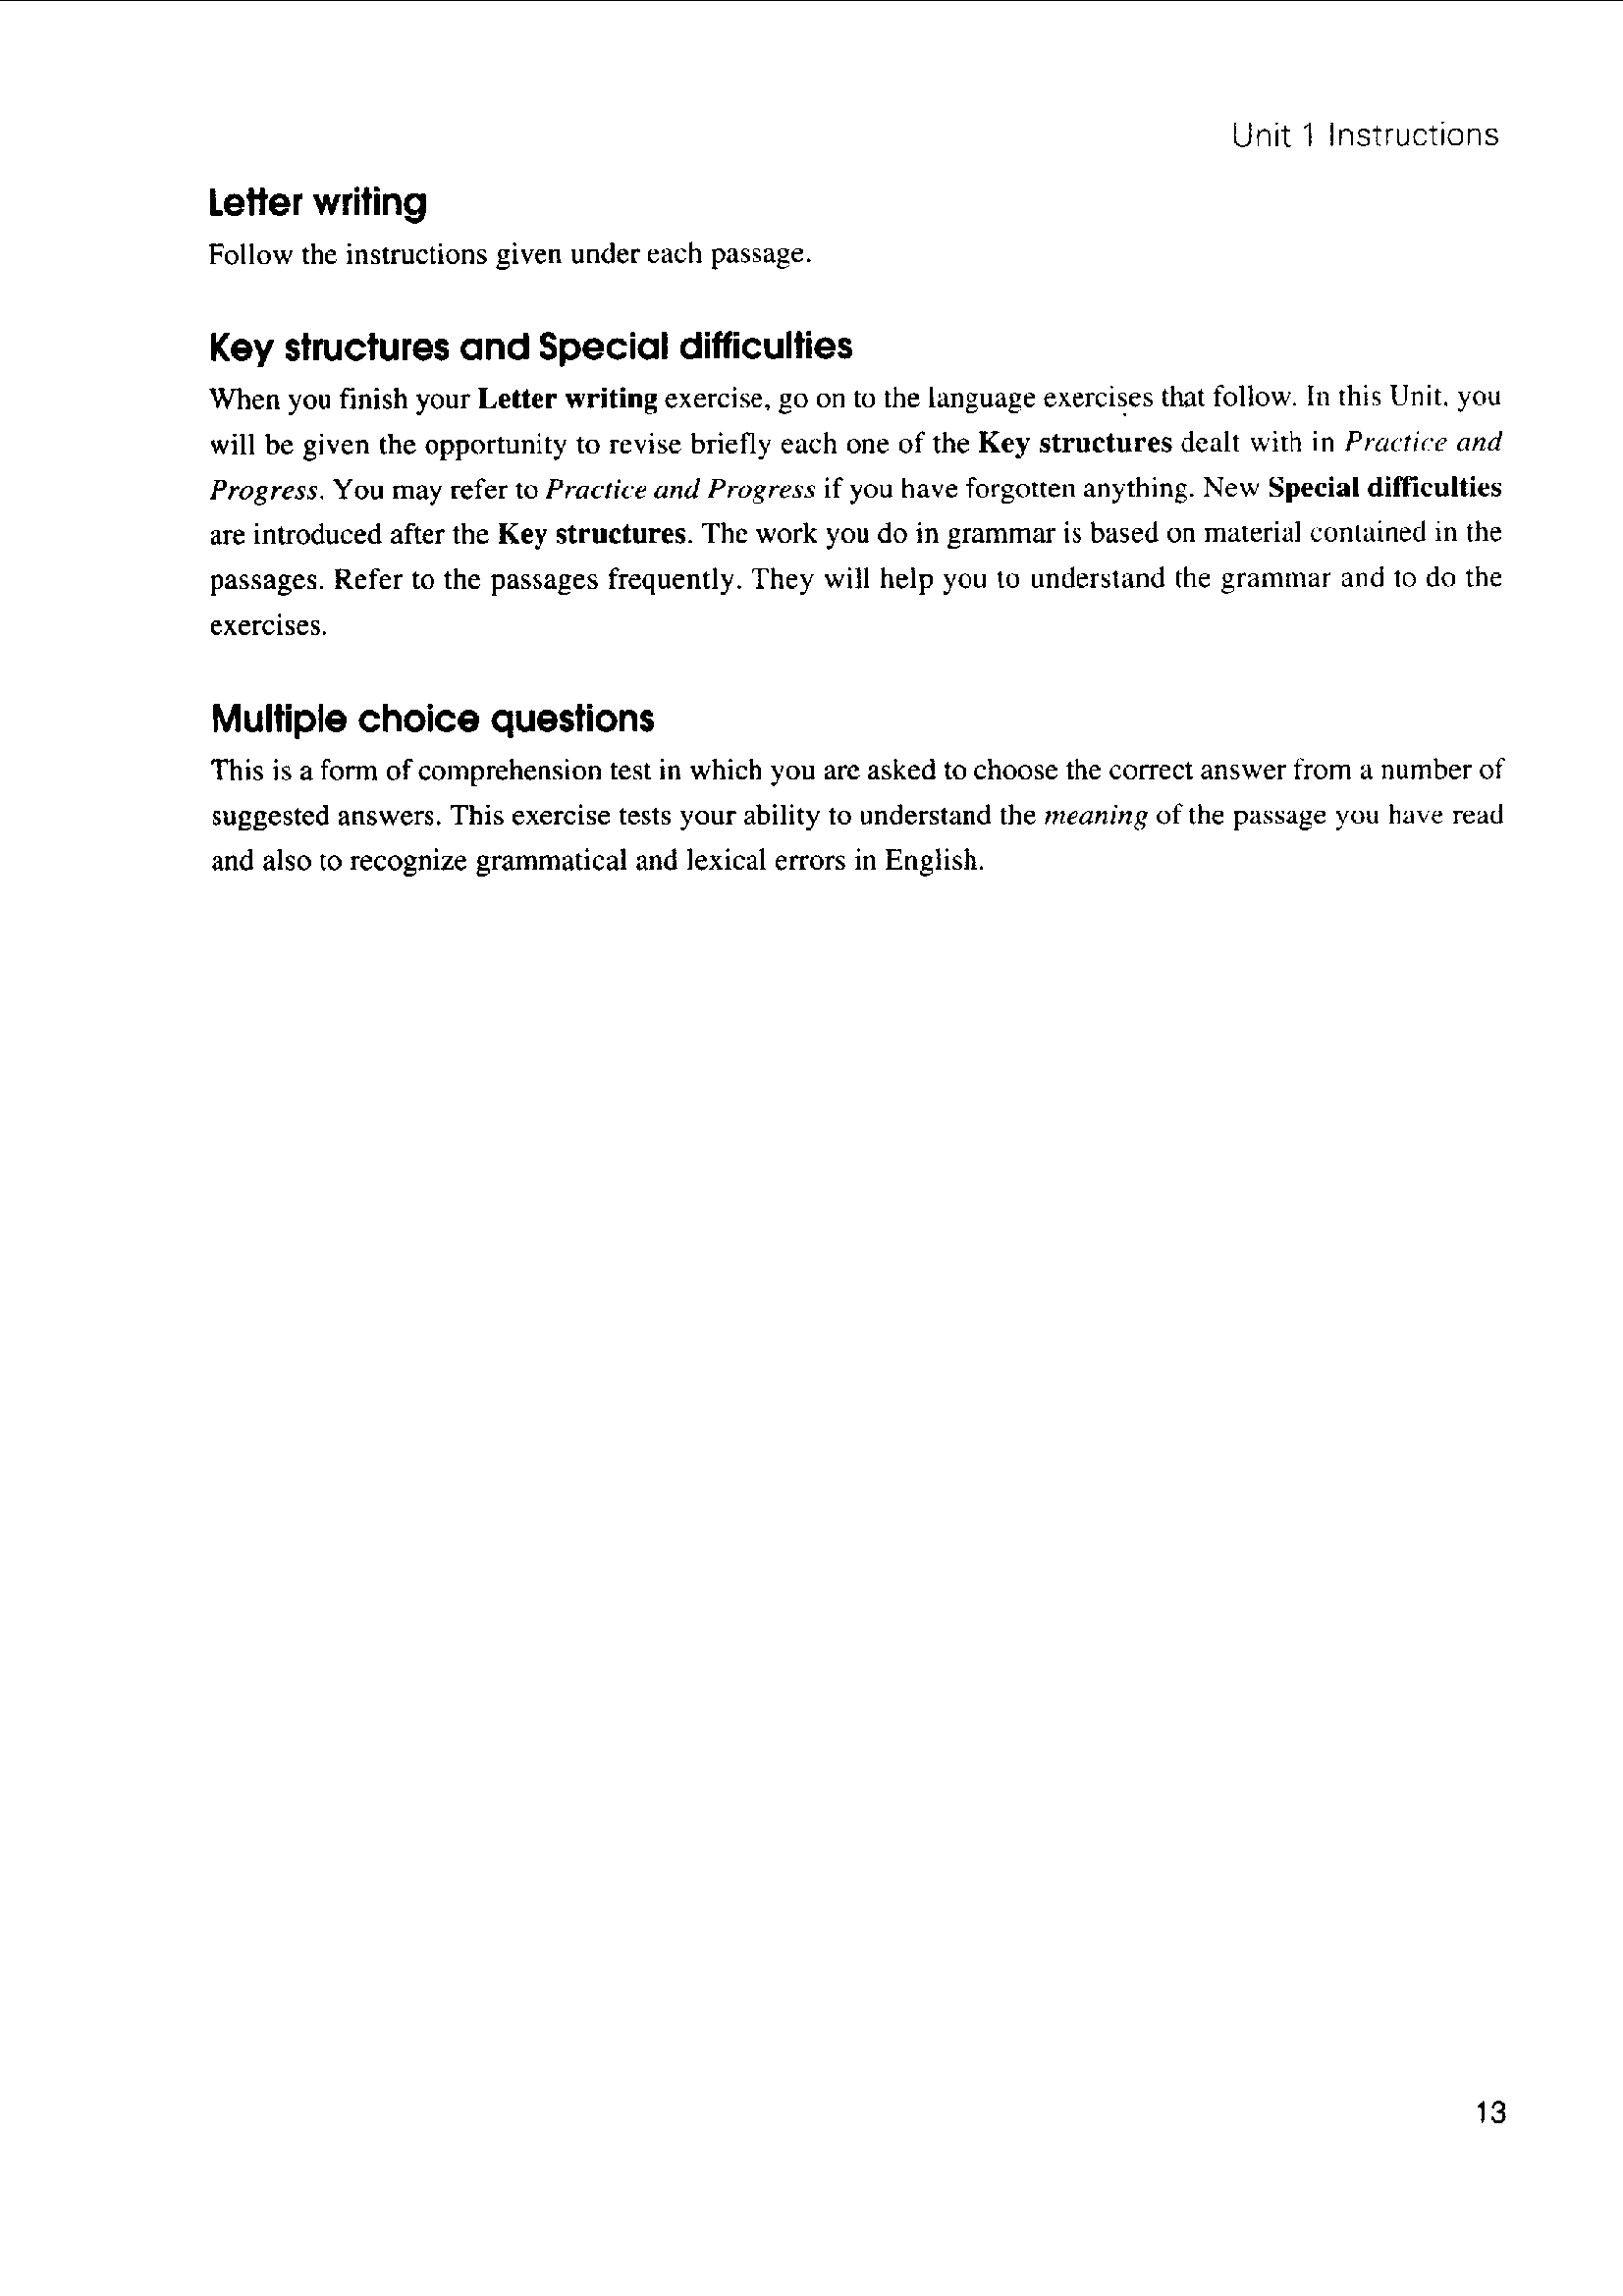 Unit 1 Instructions
Letter writing
Follow the instructions given under each passage.
Key structures and Special difficulties
When you finish your Letter writing exercise, go on to the language exercises that follow. In this Unit, you
will be given the opportunity to revise briefly each one of the Key structures dealt with in Practice and
Progress. You may refer to Practice and Progress if you have forgotten anything. New Special difficulties
are introduced after the Key structures. The work you do in grammar is based on material contained in the
passages. Refer to the passages frequently. They will help you to understand the grammar and to do the
exercises.
Multiple choice questions
This is a form of comprehension test in which you are asked to choose the correct answer from a number of
suggested answers. This exercise tests your ability to understand the meaning of the passage you have read
and also to recognize grammatical and lexical errors in English.
13